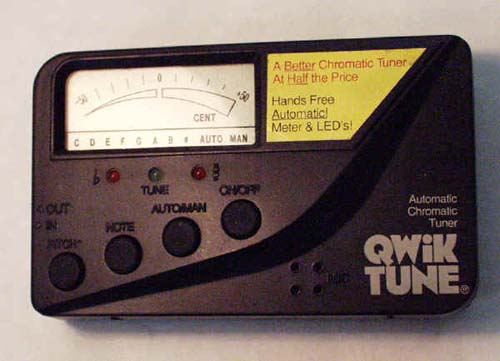 A Better Chromatic Tuner
At Half the Price
Hands Free
Automatic!
Meter & LED's!
-50 0 +50
CENT
C D E F G A B # AUTO MAN
♭ TUNE
ON/OFF
AUTO/MAN
NOTE
PITCH
OUT
IN
MIC
Automatic
Chromatic
Tuner
QWiK
TUNE®